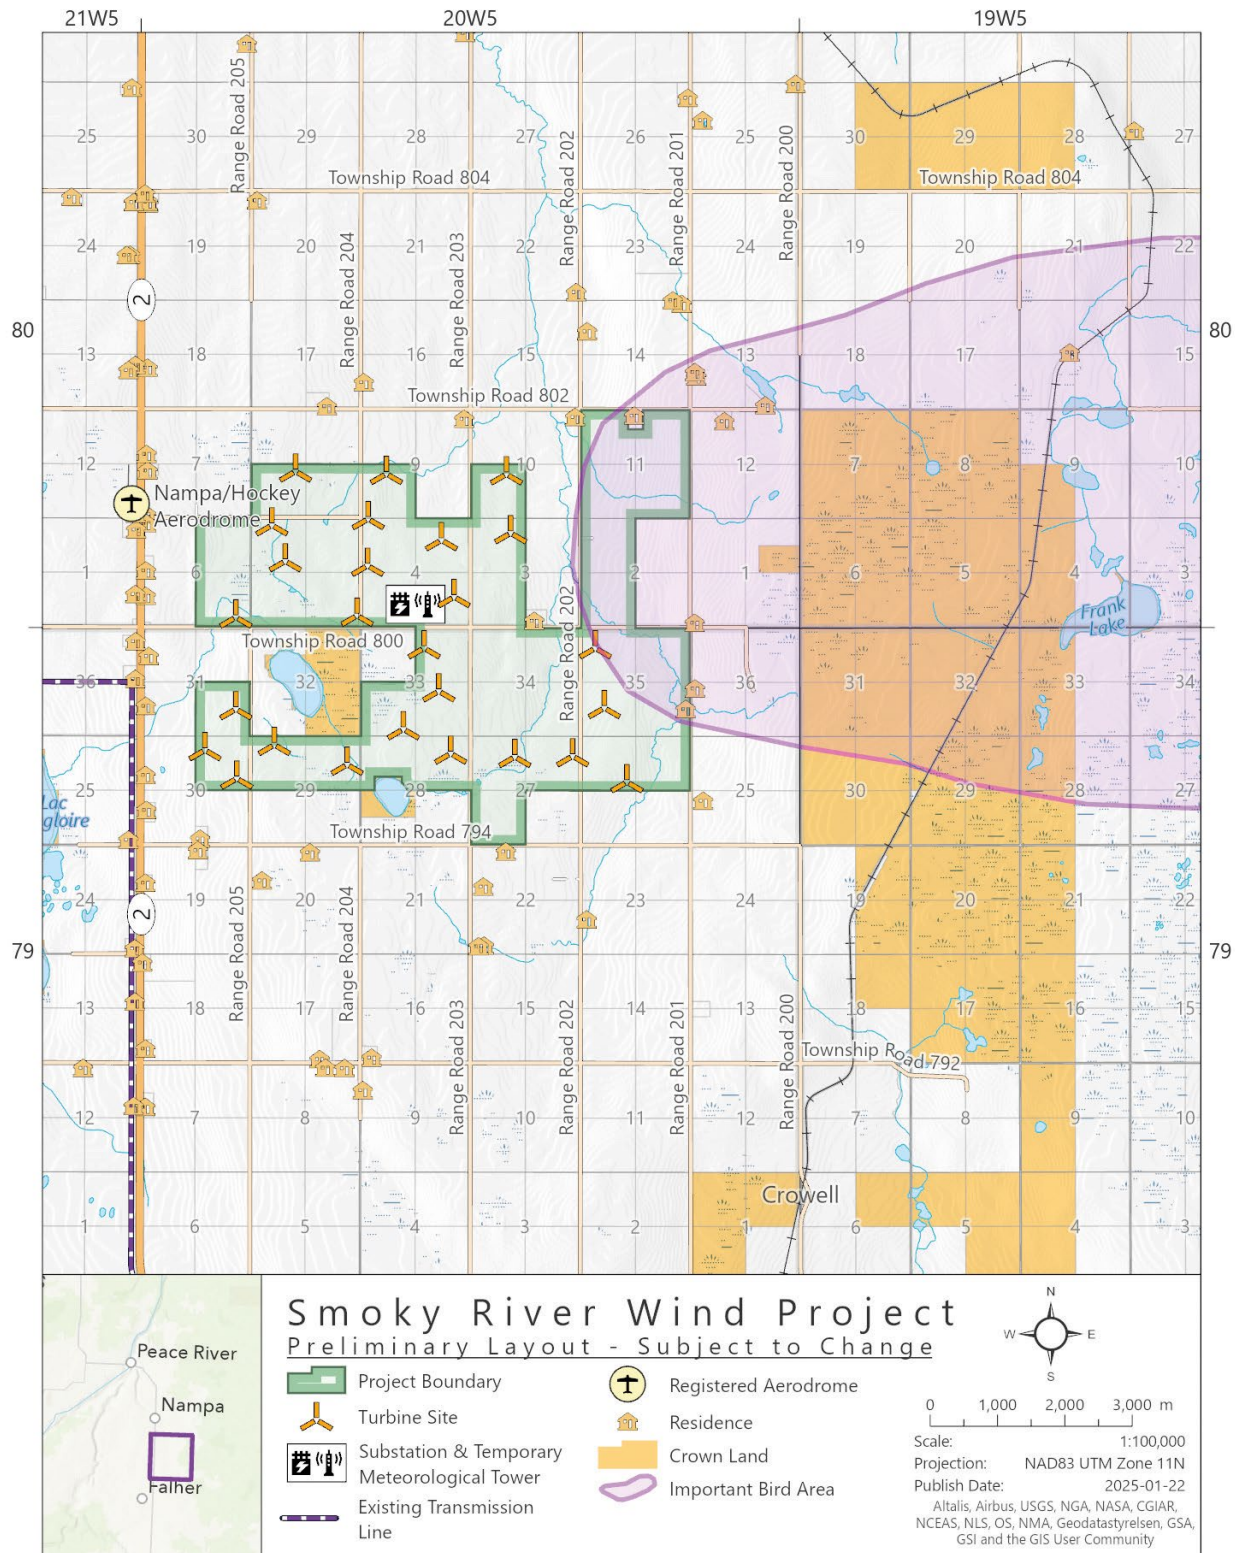 21W5 20W5 19W5
Range Road 205
25 30 29 28 27 26 25 30 29 28 27
Range Road 202
Range Road 201
Range Road 200
Township Road 804 Township Road 804
24 19 20 21 22 23 24 19 20 21 22
Range Road 204
Range Road 203
2
80 80
13 18 17 16 15 14 13 18 17 15
Township Road 802
12 7 9 10 11 12 7 8 9 10
Nampa/Hockey
Aerodrome
1 6 4 3 2 1 6 5 4 3
Frank
Lake
Range Road 202
Township Road 800
36 31 32 33 34 35 36 31 32 33 34
25 30 29 28 27 30 29 28 27
Lac
gloire
Township Road 794
24 19 20 21 22 23 24 19 20 21 22
2
Range Road 205
Range Road 204
79 79
13 18 17 16 15 14 13 18 17 16 15
Range Road 203
Range Road 202
Range Road 201
Range Road 200
Township Road 792
12 7 8 9 10 11 12 7 8 9 10
Crowell
1 6 5 4 3 2 1 6 5 4 3
Smoky River Wind Project
Preliminary Layout - Subject to Change
Peace River
Nampa
Falher
Project Boundary
Turbine Site
Substation & Temporary
Meteorological Tower
Existing Transmission
Line
Registered Aerodrome
Residence
Crown Land
Important Bird Area
N
W E
S
0 1,000 2,000 3,000 m
Scale: 1:100,000
Projection: NAD83 UTM Zone 11N
Publish Date: 2025-01-22
Altalis, Airbus, USGS, NGA, NASA, CGIAR,
NCEAS, NLS, OS, NMA, Geodatastyrelsen, GSA,
GSI and the GIS User Community